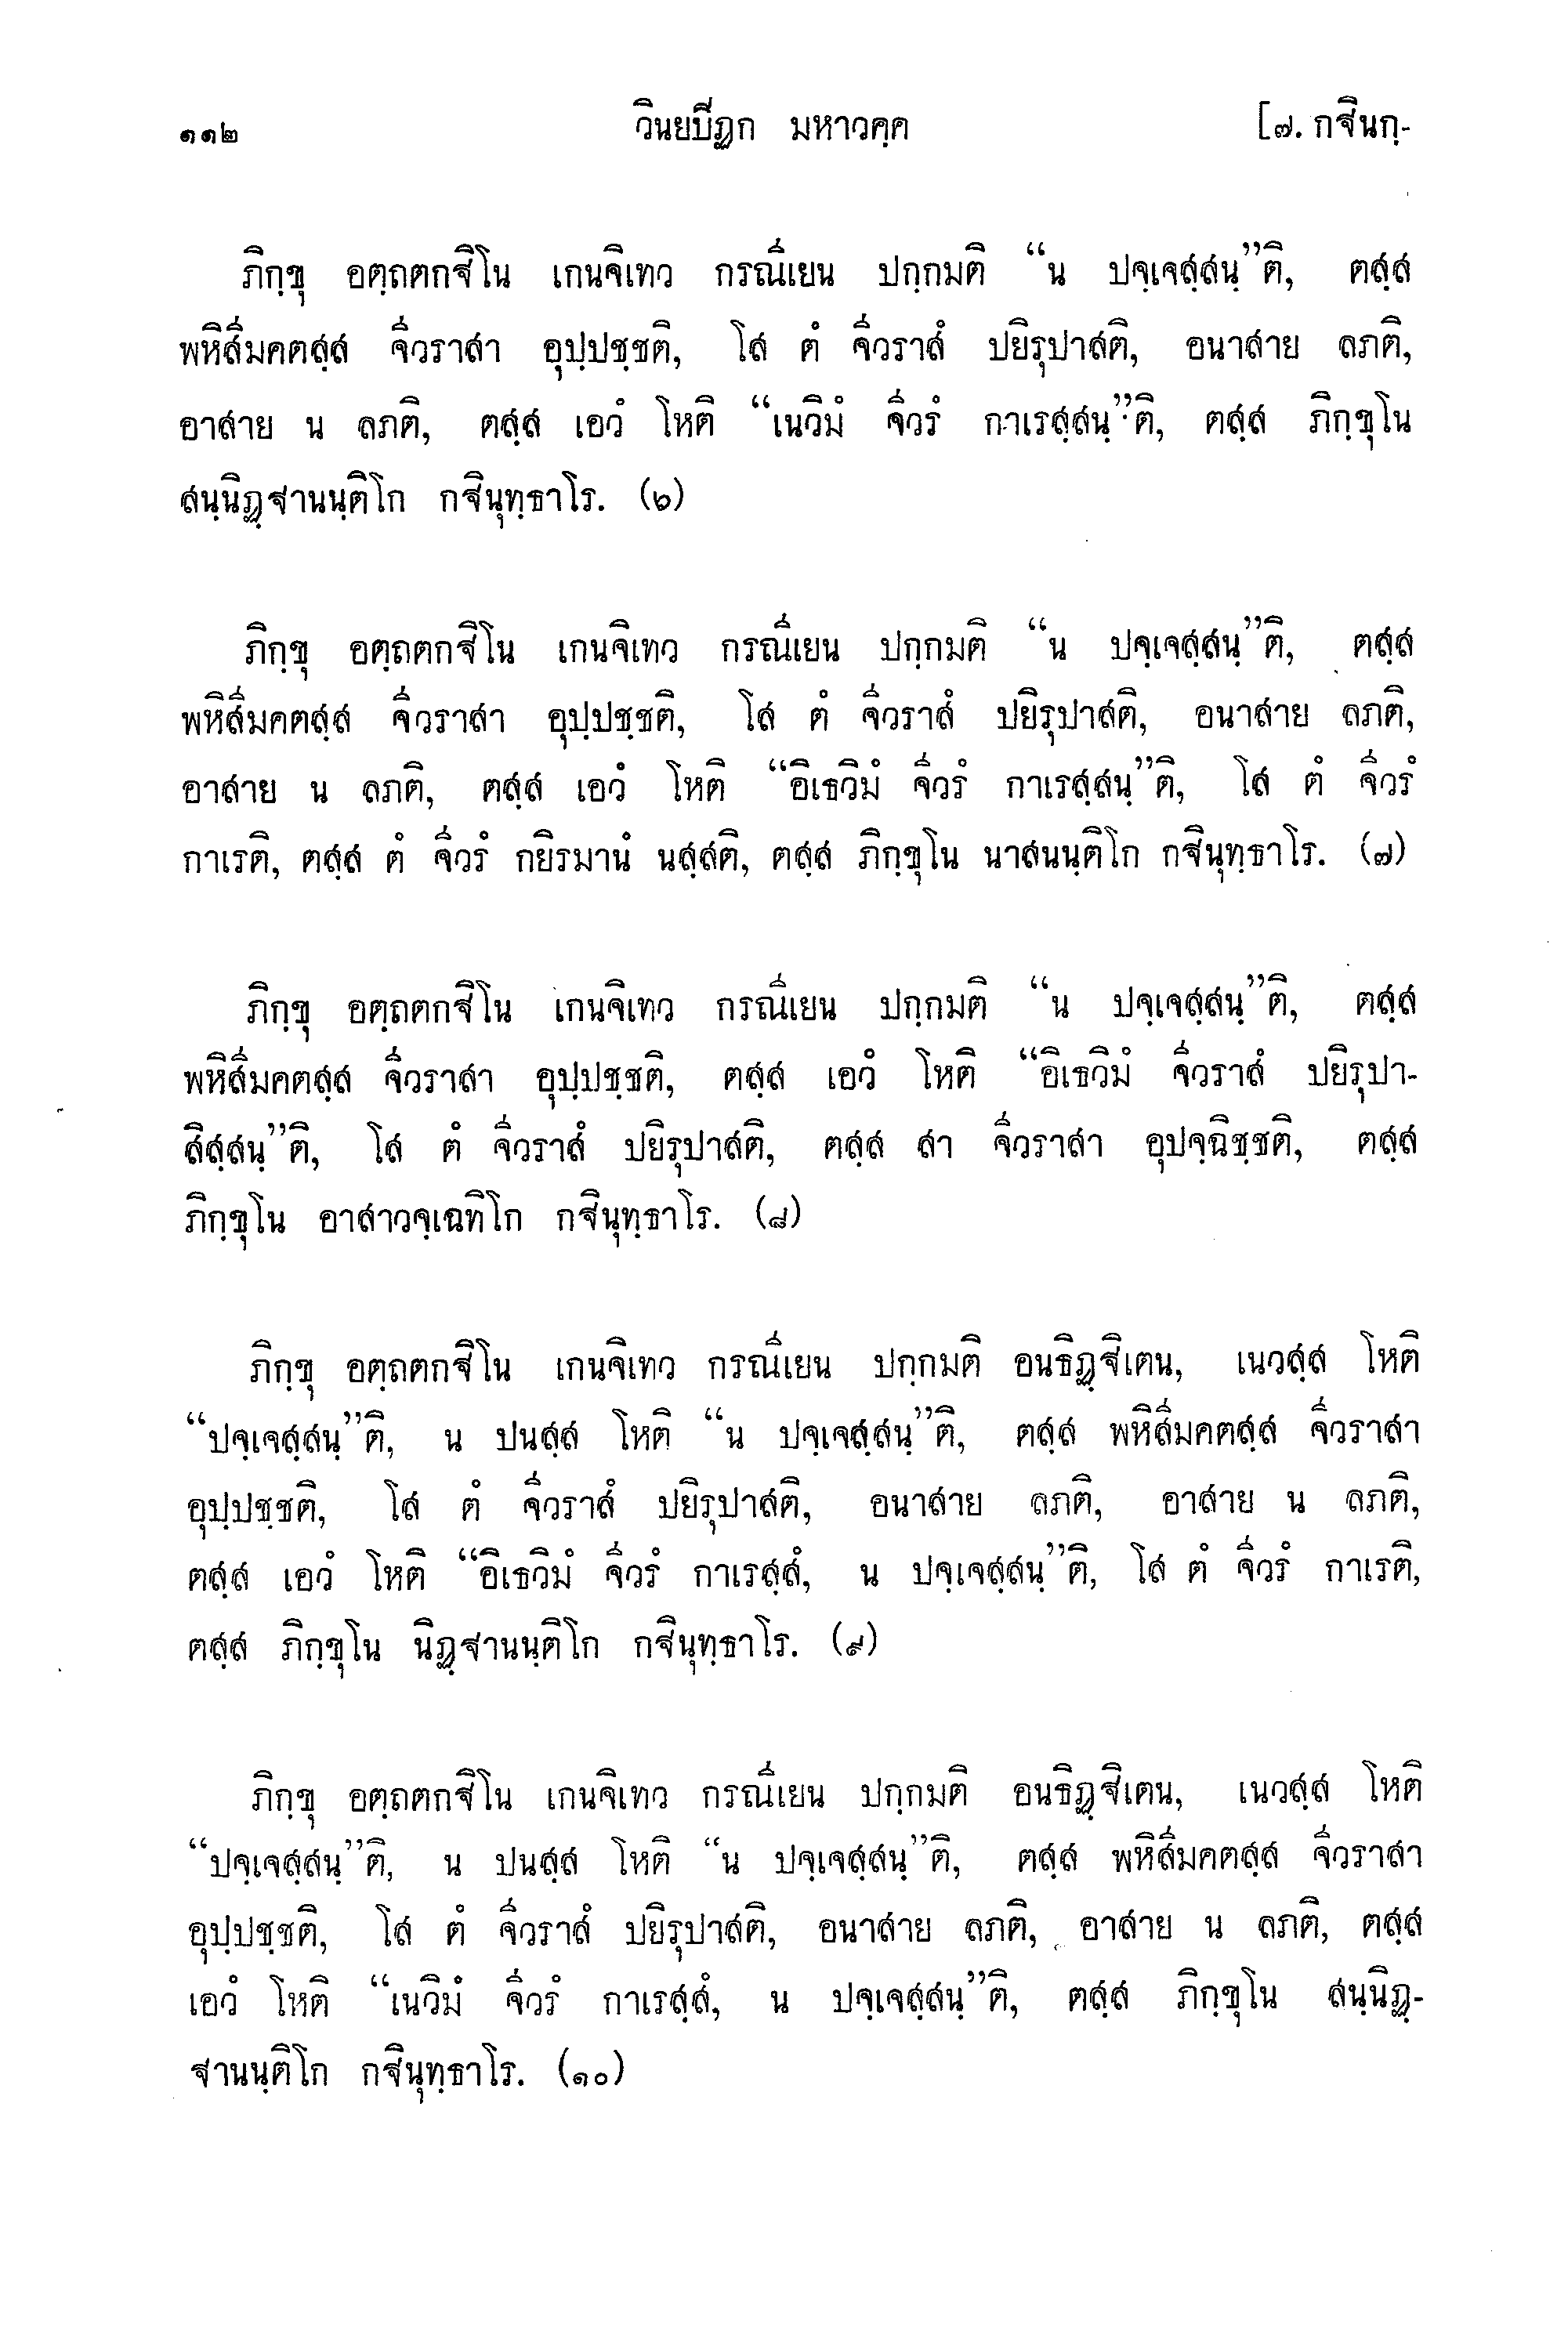 ๑๑๒ วินยปิฏก มหาวคฺค [๗. กฐินกฺ-
ภิกฺขุ อตฺถตกฐิโน เกนจิเทว กรณีเยน ปกฺกมติ “น ปจฺเจสฺสนฺ”ติ, ตสฺส
พหิสีมคตสฺส จีวราสา อุปฺปชฺชติ, โส ตํ จีวราสํ ปยิรุปาสติ, อนาสาย ลภติ,
อาสาย น ลภติ, ตสฺส เอวํ โหติ “เนวิมํ จีวรํ กาเรสฺสนฺ”ติ, ตสฺส ภิกฺขุโน
สนฺนิฏฺฐานนฺติโก กฐินุทฺธาโร. (๖)
ภิกฺขุ อตฺถตกฐิโน เกนจิเทว กรณีเยน ปกฺกมติ “น ปจฺเจสฺสนฺ”ติ, ตสฺส
พหิสีมคตสฺส จีวราสา อุปฺปชฺชติ, โส ตํ จีวราสํ ปยิรุปาสติ, อนาสาย ลภติ,
อาสาย น ลภติ, ตสฺส เอวํ โหติ “อิเธวิมํ จีวรํ กาเรสฺสนฺ”ติ, โส ตํ จีวรํ
กาเรติ, ตสฺส ตํ จีวรํ กยิรมานํ นสฺสติ, ตสฺส ภิกฺขุโน นาสนนฺติโก กฐินุทฺธาโร. (๗)
ภิกฺขุ อตฺถตกฐิโน เกนจิเทว กรณีเยน ปกฺกมติ “น ปจฺเจสฺสนฺ”ติ, ตสฺส
พหิสีมคตสฺส จีวราสา อุปฺปชฺชติ, ตสฺส เอวํ โหติ “อิเธวิมํ จีวราสํ ปยิรุปา-
สิสฺสนฺ”ติ, โส ตํ จีวราสํ ปยิรุปาสติ, ตสฺส สา จีวราสา อุปจฺฉิชฺชติ, ตสฺส
ภิกฺขุโน อาสาวจฺเฉทิโก กฐินุทฺธาโร. (๘)
ภิกฺขุ อตฺถตกฐิโน เกนจิเทว กรณีเยน ปกฺกมติ อนธิฏฺฐิเตน, เนวสฺส โหติ
“ปจฺเจสฺสนฺ”ติ, น ปนสฺส โหติ “น ปจฺเจสฺสนฺ”ติ, ตสฺส พหิสีมคตสฺส จีวราสา
อุปฺปชฺชติ, โส ตํ จีวราสํ ปยิรุปาสติ, อนาสาย ลภติ, อาสาย น ลภติ,
ตสฺส เอวํ โหติ “อิเธวิมํ จีวรํ กาเรสฺสํ, น ปจฺเจสฺสนฺ”ติ, โส ตํ จีวรํ กาเรติ,
ตสฺส ภิกฺขุโน นิฏฺฐานนฺติโก กฐินุทฺธาโร. (๙)
ภิกฺขุ อตฺถตกฐิโน เกนจิเทว กรณีเยน ปกฺกมติ อนธิฏฺฐิเตน, เนวสฺส โหติ
“ปจฺเจสฺสนฺ”ติ, น ปนสฺส โหติ “น ปจฺเจสฺสนฺ”ติ, ตสฺส พหิสีมคตสฺส จีวราสา
อุปฺปชฺชติ, โส ตํ จีวราสํ ปยิรุปาสติ, อนาสาย ลภติ, อาสาย น ลภติ, ตสฺส
เอวํ โหติ “เนวิมํ จีวรํ กาเรสฺสํ, น ปจฺเจสฺสนฺ”ติ, ตสฺส ภิกฺขุโน สนฺนิฏฺ-
ฐานนฺติโก กฐินุทฺธาโร. (๑๐)